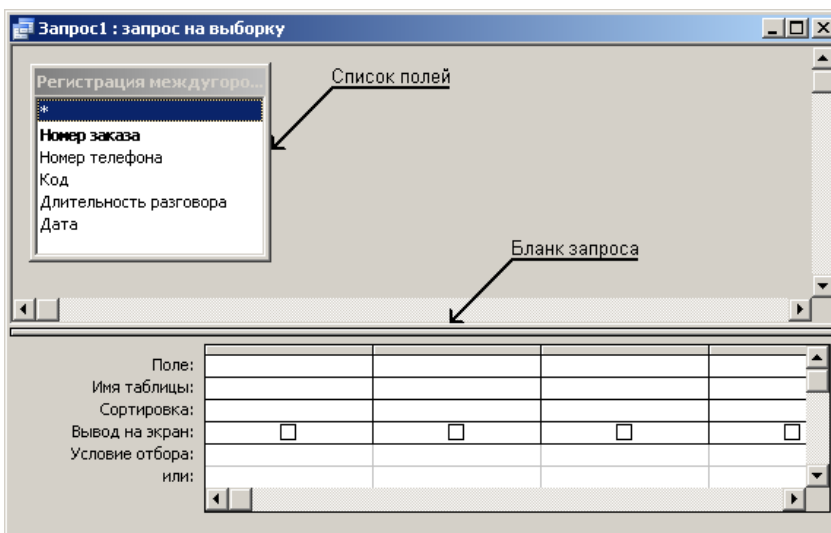 Запрос1 : запрос на выборку
Регистрация междугоро...
Список полей
*
Номер заказа
Номер телефона
Код
Длительность разговора
Дата
Бланк запроса
Поле:
Имя таблицы:
Сортировка:
Вывод на экран:
Условие отбора:
или: